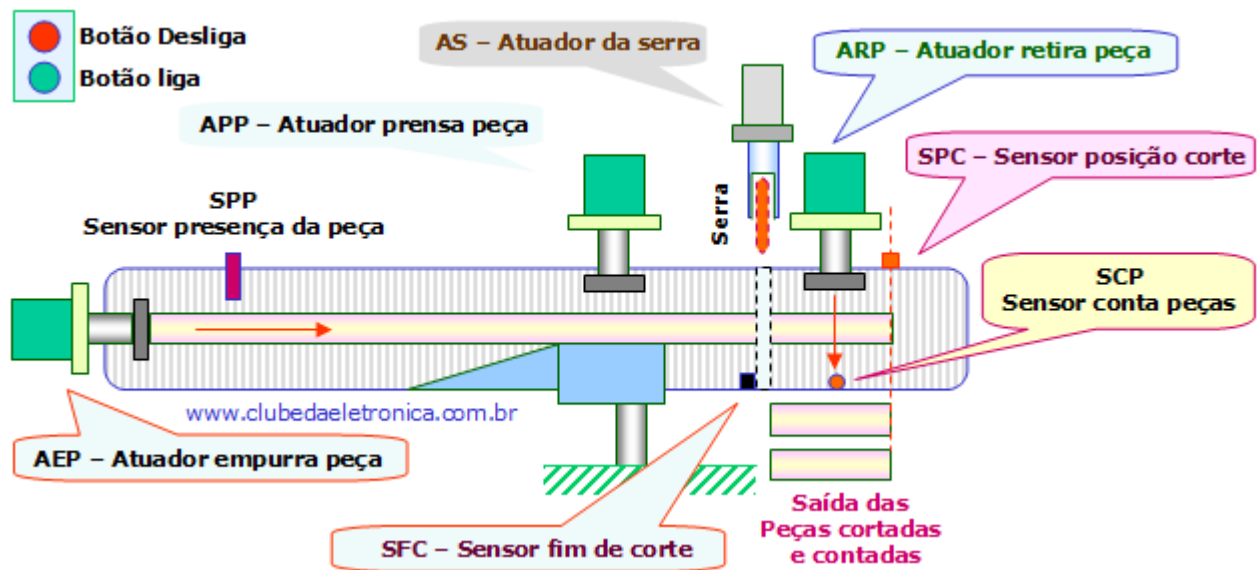 Botão Desliga
Botão liga
AS – Atuador da serra
ARP – Atuador retira peça
APP – Atuador prensa peça
SPC – Sensor posição corte
SPP
Sensor presença da peça
Serra
SCP
Sensor conta peças
www.clubedaeletronica.com.br
AEP – Atuador empurra peça
SFC – Sensor fim de corte
Saída das
Peças cortadas
e contadas